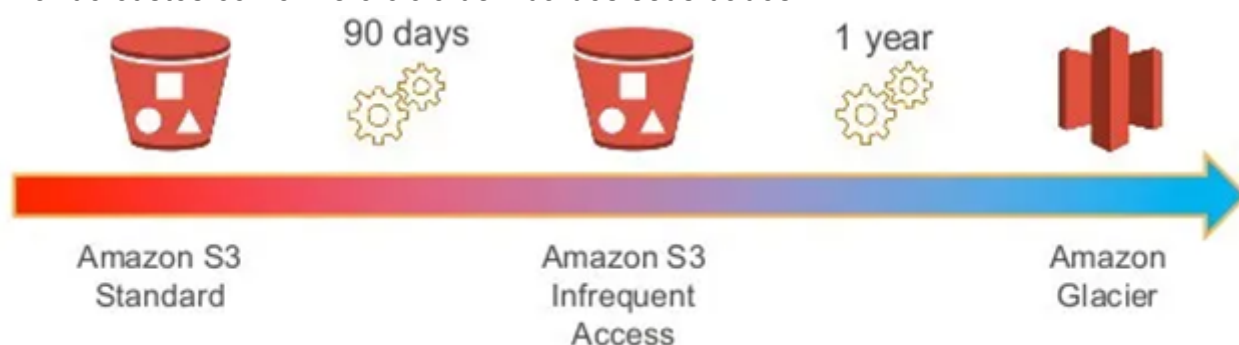 90 days
1 year
Amazon S3
Standard
Amazon S3
Infrequent
Access
Amazon
Glacier